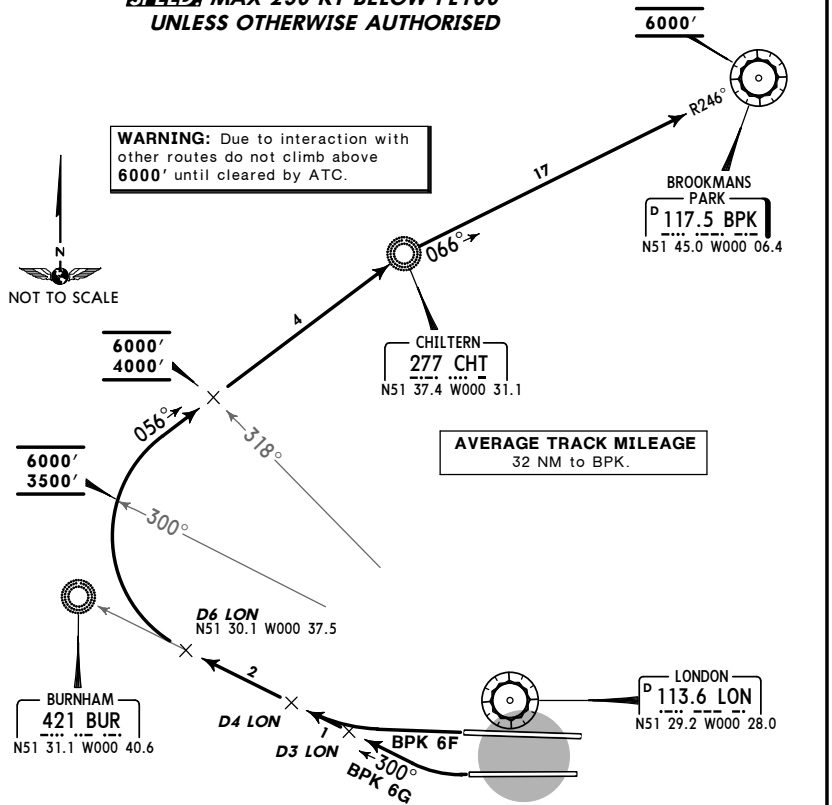 SPEED: MAX 250 KT BELOW FL100
UNLESS OTHERWISE AUTHORISED
6000′
R246°
WARNING: Due to interaction with
other routes do not climb above
6000′ until cleared by ATC.
17
BROOKMANS
PARK
D 117.5 BPK
N51 45.0 W000 06.4
066°
N
NOT TO SCALE
4
CHILTERN
277 CHT
N51 37.4 W000 31.1
6000′
4000′
056°
318°
AVERAGE TRACK MILEAGE
32 NM to BPK.
6000′
3500′
300°
D6 LON
N51 30.1 W000 37.5
2
BURNHAM
421 BUR
N51 31.1 W000 40.6
LONDON
D 113.6 LON
N51 29.2 W000 28.0
D4 LON
1
D3 LON
BPK 6F
300°
BPK 6G